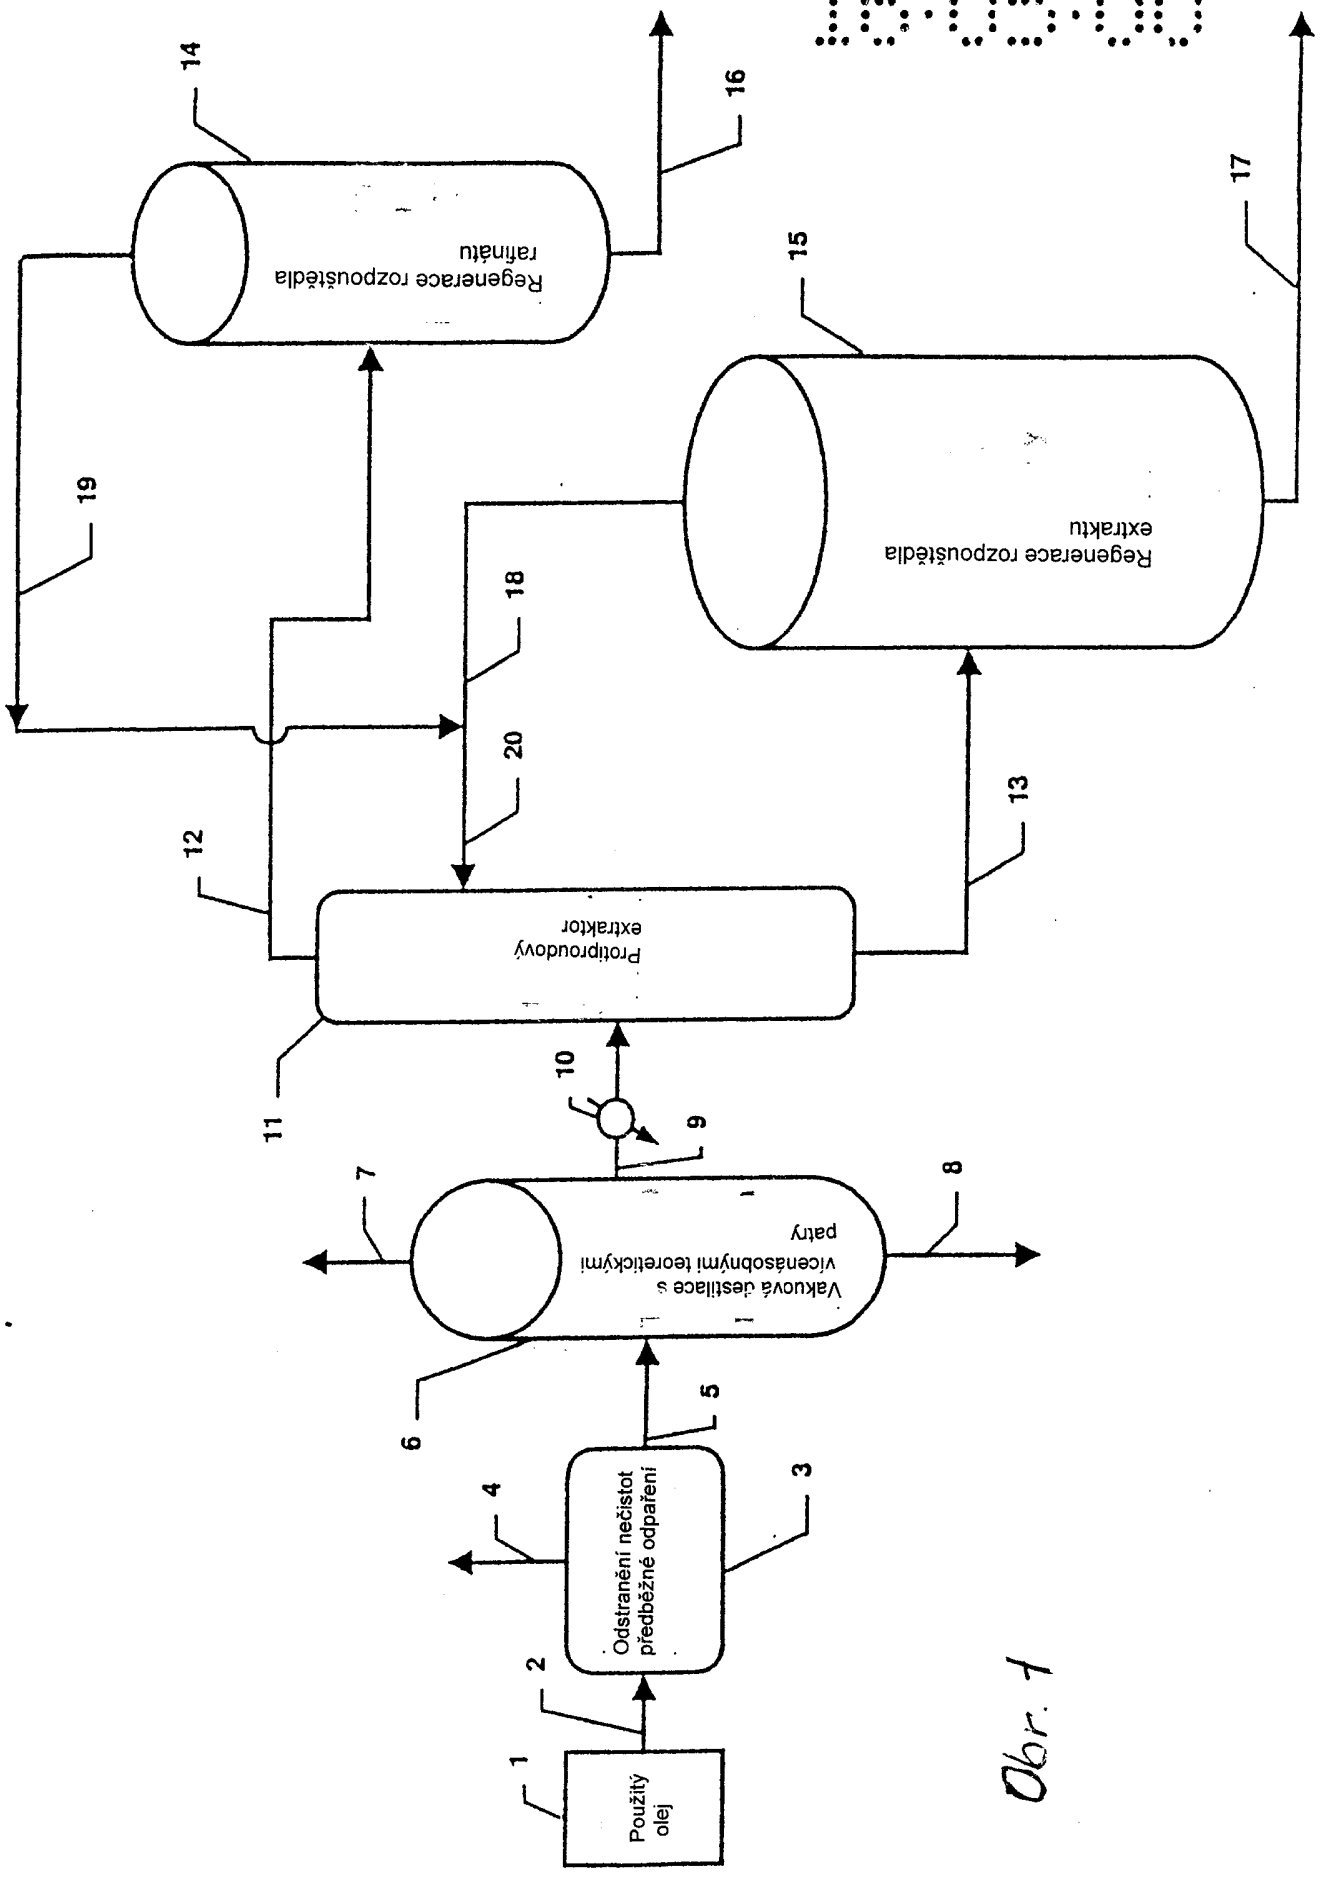 1
Použitý
olej
2
3
Odstranění nečistot
předběžné odpaření
4
5
6
Vakuová destilace s
vícenásobnými teoretickými
patry
7
8
9
10
11
Protiproudový
extraktor
12
13
14
Regenerace rozpouštědla
rafinátu
15
Regenerace rozpouštědla
extraktu
16
17
18
19
20
Obr. 1